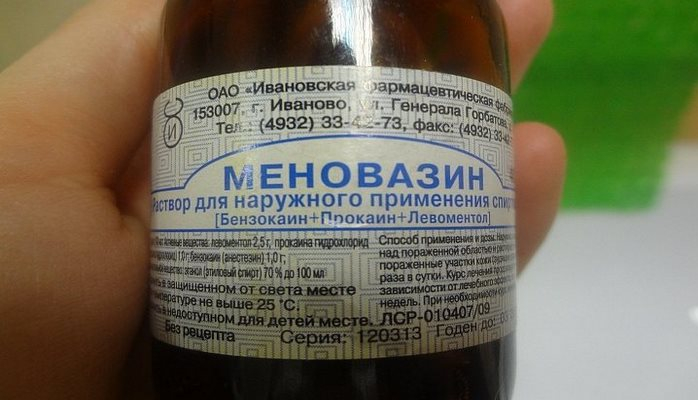 ОАО «Ивановская фармацевтическая
153007, г. Иваново, ул. Генерала Горбатова,
Тел.: (4932) 33-42-73, факс: (4932)
МЕНОВАЗИН
Раствор для наружного применения
[Бензокаин+Прокаин+Левоментол]
активные вещества: левоментол 2,5 г, прокаина гидрохлорид
1,0 г; бензокаин (анестезин) 1,0 г;
этанол (этиловый спирт) 70 % до 100 мл
в защищенном от света месте
не выше 25 °С.
в недоступном для детей месте.
Без рецепта
Способ применения и дозы:
над пораженной областью и
пораженные участки кожи
раза в сутки. Курс лечения
зависимости от лечебного
недель. При необходимости
ЛСР-010407/09
Серия: 120313 Годен до: